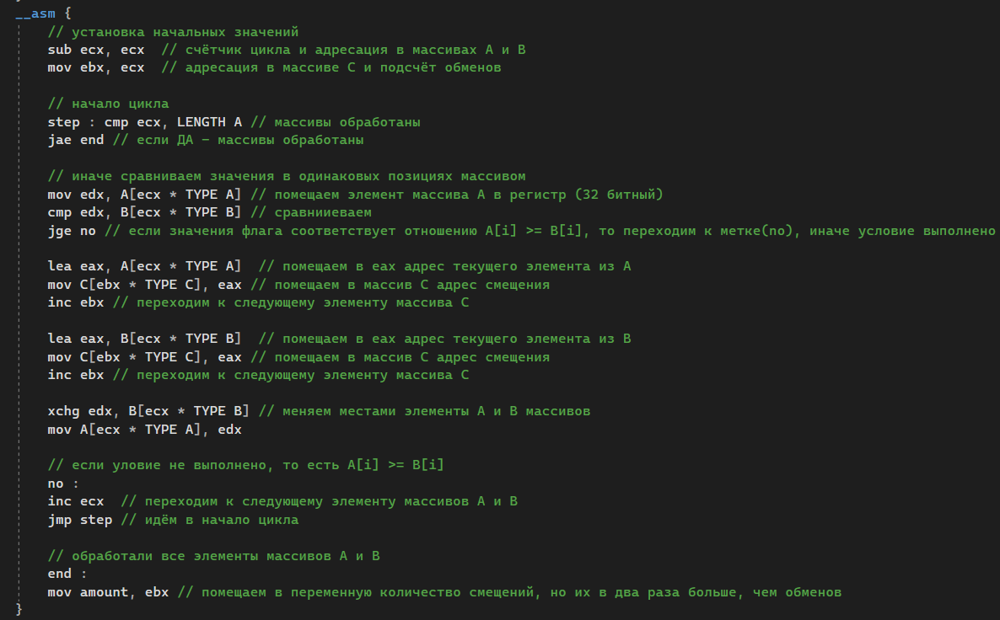 __asm {
// установка начальных значений
sub ecx, ecx // счётчик цикла и адресация в массивах A и B
mov ebx, ecx // адресация в массиве C и подсчёт обменов
// начало цикла
step : cmp ecx, LENGTH A // массивы обработаны
jae end // если ДА - массивы обработаны
// иначе сравниваем значения в одинаковых позициях массивом
mov edx, A[ecx * TYPE A] // помещаем элемент массива A в регистр (32 битный)
cmp edx, B[ecx * TYPE B] // сравниеваем
jge no // если значения флага соответствует отношению A[i] >= B[i], то переходим к метке(no), иначе условие выполнено
lea eax, A[ecx * TYPE A] // помещаем в eax адрес текущего элемента из A
mov C[ebx * TYPE C], eax // помещаем в массив C адрес смещения
inc ebx // переходим к следующему элементу массива C
lea eax, B[ecx * TYPE B] // помещаем в eax адрес текущего элемента из B
mov C[ebx * TYPE C], eax // помещаем в массив C адрес смещения
inc ebx // переходим к следующему элементу массива C
xchg edx, B[ecx * TYPE B] // меняем местами элементы A и B массивов
mov A[ecx * TYPE A], edx
// если уловие не выполнено, то есть A[i] >= B[i]
no :
inc ecx // переходим к следующему элементу массивов A и B
jmp step // идём в начало цикла
// обработали все элементы массивов A и B
end :
mov amount, ebx // помещаем в переменную количество смещений, но их в два раза больше, чем обменов
}